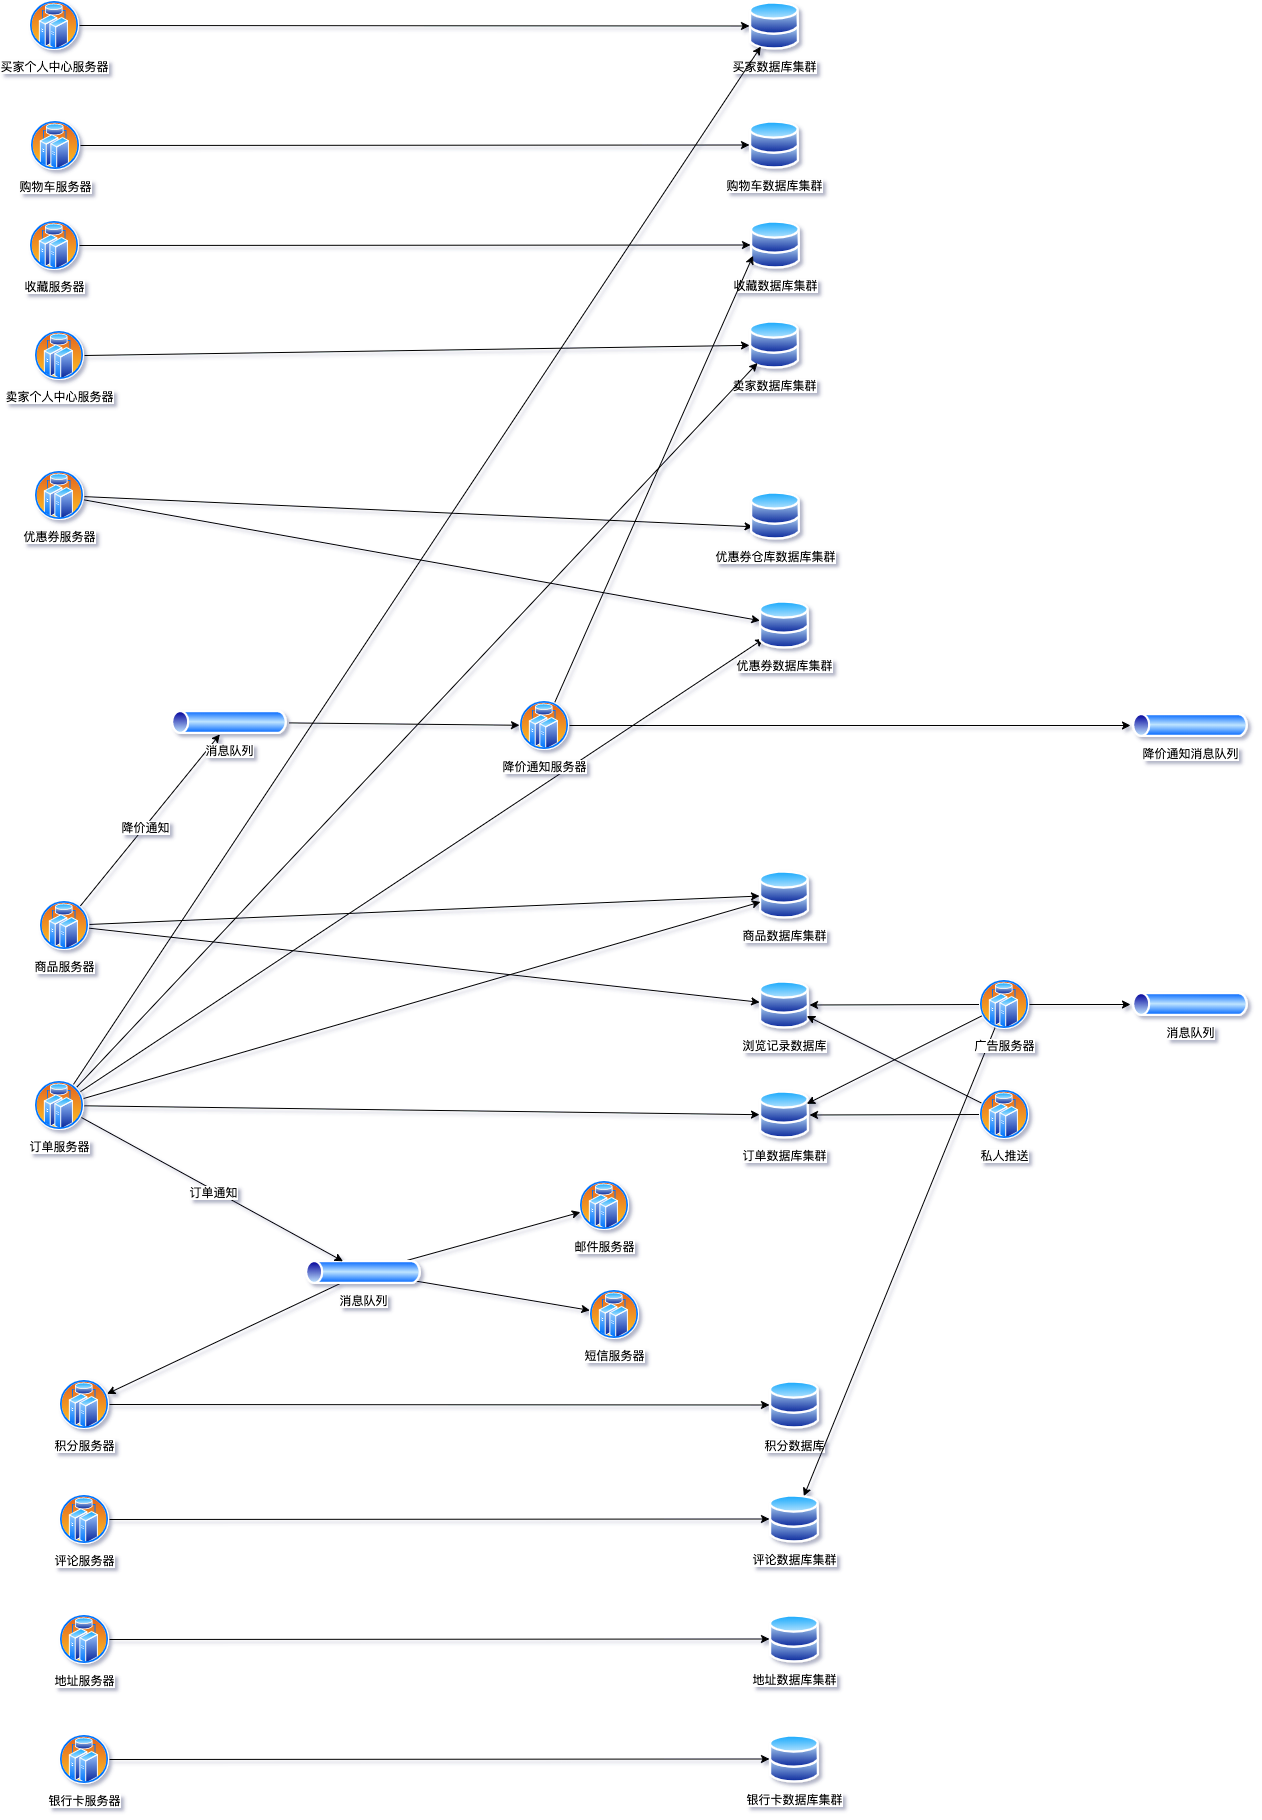 买家个人中心服务器
买家数据库集群
购物车服务器
购物车数据库集群
收藏服务器
收藏数据库集群
卖家个人中心服务器
卖家数据库集群
优惠券服务器
优惠券仓库数据库集群
优惠券数据库集群
消息队列
降价通知服务器
降价通知消息队列
降价通知
商品服务器
商品数据库集群
浏览记录数据库
广告服务器
消息队列
订单服务器
订单数据库集群
私人推送
订单通知
邮件服务器
消息队列
短信服务器
积分服务器
积分数据库
评论服务器
评论数据库集群
地址服务器
地址数据库集群
银行卡服务器
银行卡数据库集群